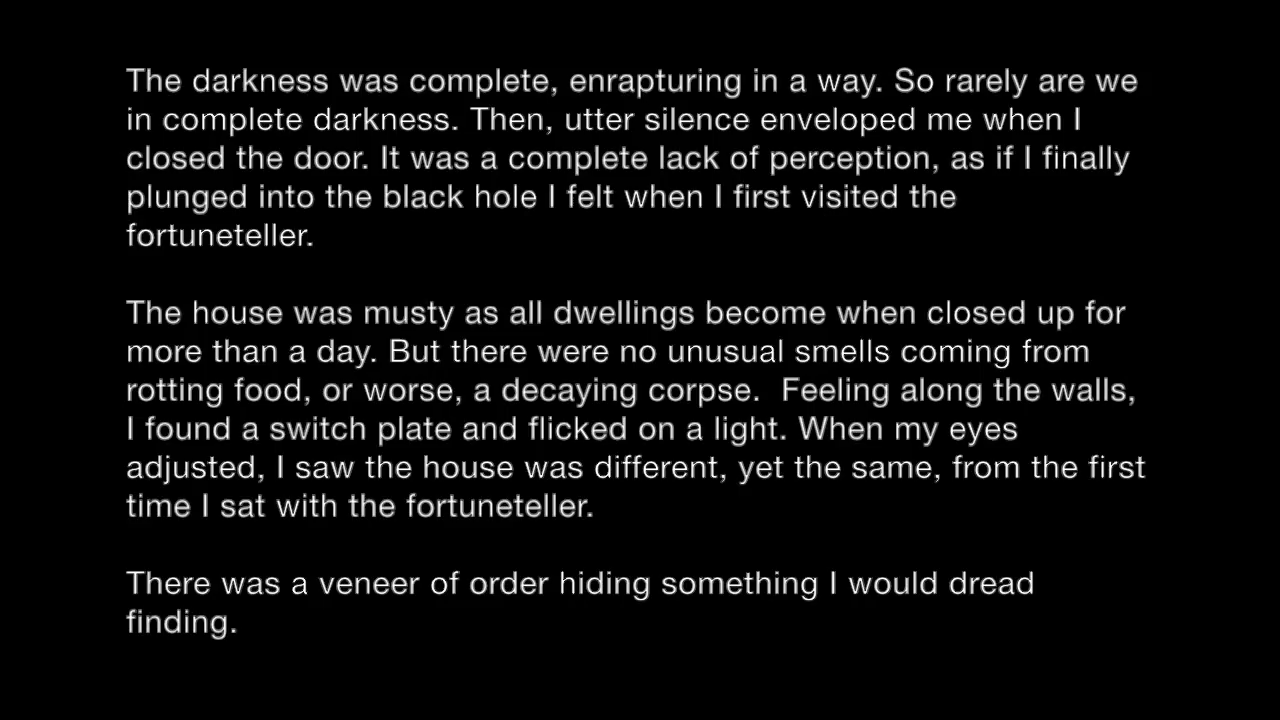 The darkness was complete, enrapturing in a way. So rarely are we
in complete darkness. Then, utter silence enveloped me when I
closed the door. It was a complete lack of perception, as if I finally
plunged into the black hole I felt when I first visited the
fortuneteller.
The house was musty as all dwellings become when closed up for
more than a day. But there were no unusual smells coming from
rotting food, or worse, a decaying corpse.  Feeling along the walls,
I found a switch plate and flicked on a light. When my eyes
adjusted, I saw the house was different, yet the same, from the first
time I sat with the fortuneteller.
There was a veneer of order hiding something I would dread
finding.